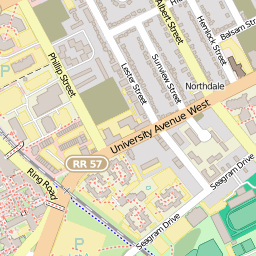 Albert Street
Hemlock Street
Balsam Str
Phillip Street
Lester Street
Sunview Street
Northdale
University Avenue West
RR 57
Ring Road
Seagram Drive
Seagram Drive
P
P